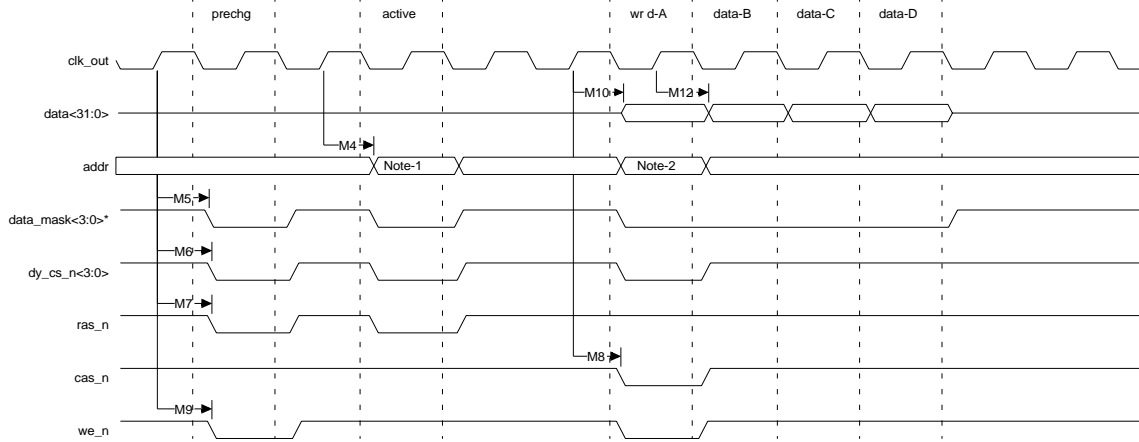 prechg active wr d-A data-B data-C data-D
clk_out
M10 M12
data<31:0>
M4
addr Note-1 Note-2
M5
data_mask<3:0>*
M6
dy_cs_n<3:0>
M7
ras_n
M8
cas_n
M9
we_n